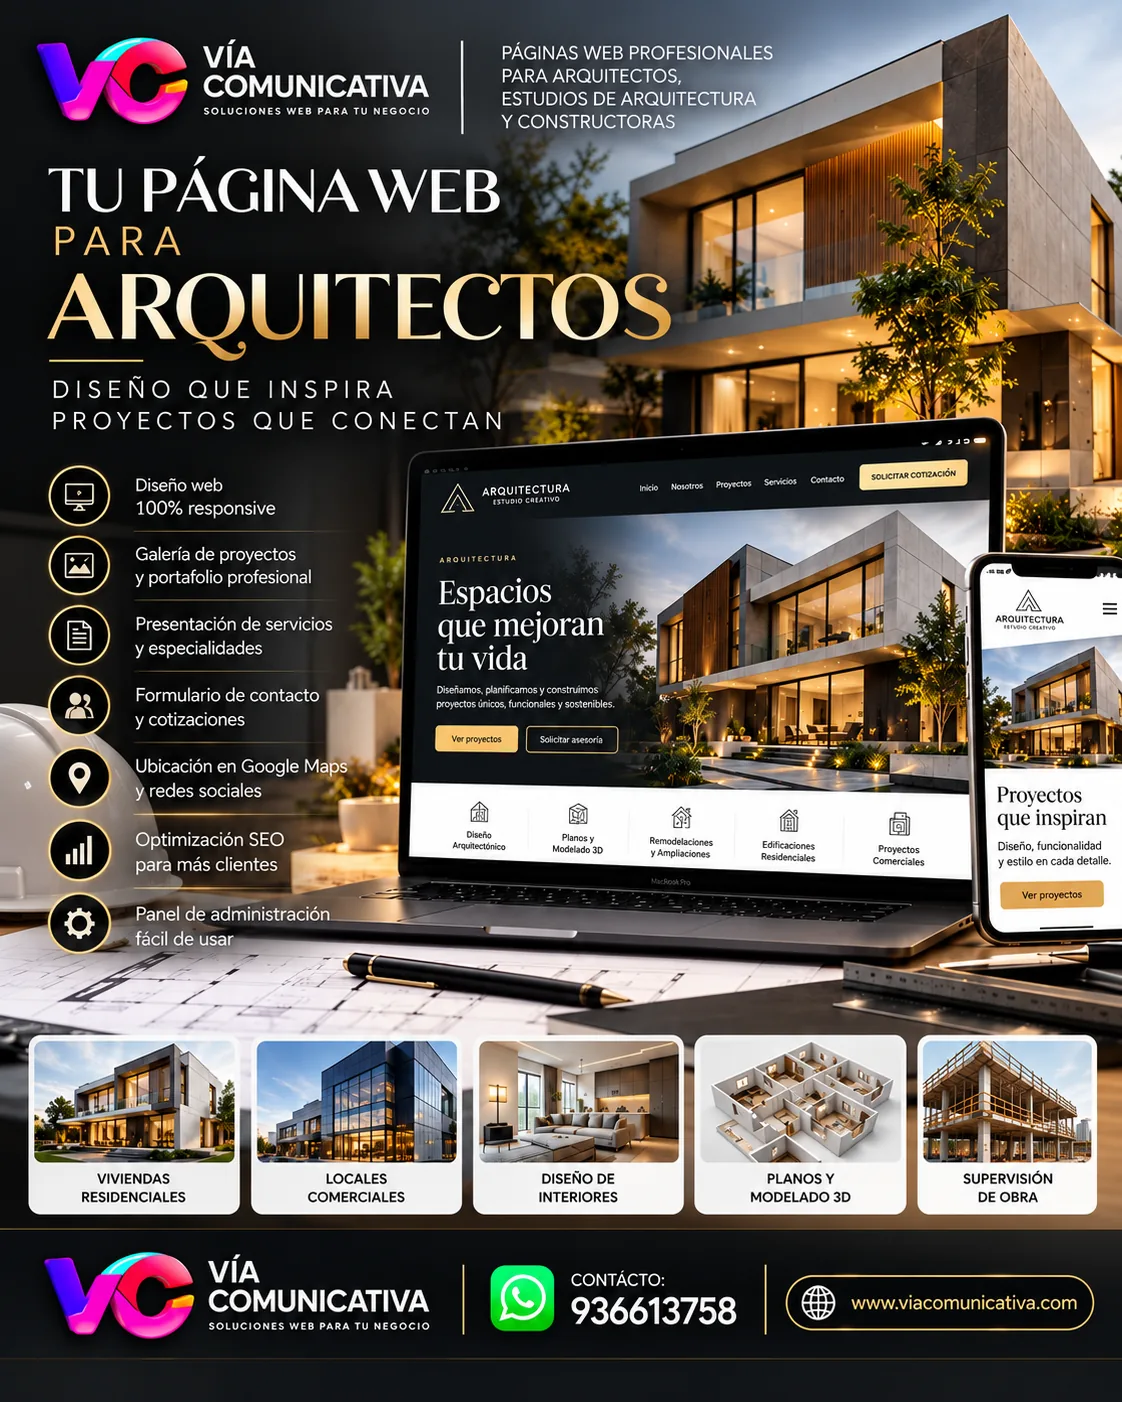 VÍA
COMUNICATIVA
SOLUCIONES WEB PARA TU NEGOCIO
PÁGINAS WEB PROFESIONALES
PARA ARQUITECTOS,
ESTUDIOS DE ARQUITECTURA
Y CONSTRUCTORAS
TU PÁGINA WEB
PARA
ARQUITECTOS
DISEÑO QUE INSPIRA
PROYECTOS QUE CONECTAN
Diseño web
100% responsive
Galería de proyectos
y portafolio profesional
Presentación de servicios
y especialidades
Formulario de contacto
y cotizaciones
Ubicación en Google Maps
y redes sociales
Optimización SEO
para más clientes
Panel de administración
fácil de usar
ARQUITECTURA
ESTUDIO CREATIVO
Inicio Nosotros Proyectos Servicios Contacto
SOLICITAR COTIZACIÓN
ARQUITECTURA
Espacios
que mejoran
tu vida
Diseñamos, planificamos y construimos
proyectos únicos, funcionales y sostenibles.
Ver proyectos
Solicitar asesoría
Diseño
Arquitectónico
Planos y
Modelado 3D
Remodelaciones
y Ampliaciones
Edificaciones
Residenciales
Proyectos
Comerciales
MacBook Pro
ARQUITECTURA
ESTUDIO CREATIVO
Proyectos
que inspiran
Diseño, funcionalidad
y estilo en cada detalle.
Ver proyectos
VIVIENDAS
RESIDENCIALES
LOCALES
COMERCIALES
DISEÑO DE
INTERIORES
PLANOS Y
MODELADO 3D
SUPERVISIÓN
DE OBRA
VÍA
COMUNICATIVA
SOLUCIONES WEB PARA TU NEGOCIO
CONTÁCTO:
936613758
www.viacomunicativa.com